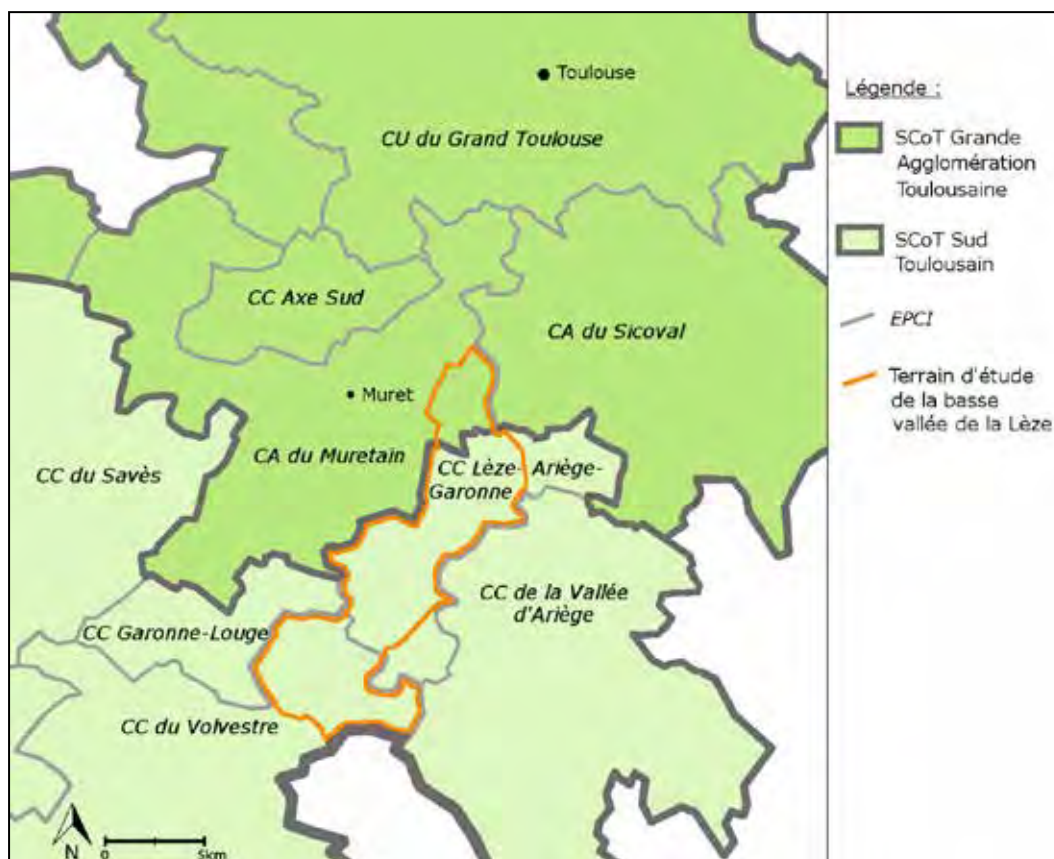 Toulouse
CU du Grand Toulouse
CC Axe Sud
CA du Sicoval
Muret
CA du Muretain
CC Lèze- Ariège-
Garonne
CC du Savès
CC de la Vallée
d'Ariège
CC Garonne-Louge
CC du Volvestre
N
0 5km
Légende :
SCoT Grande
Agglomération
Toulousaine
SCoT Sud
Toulousain
EPCI
Terrain d'étude
de la basse
vallée de la Lèze